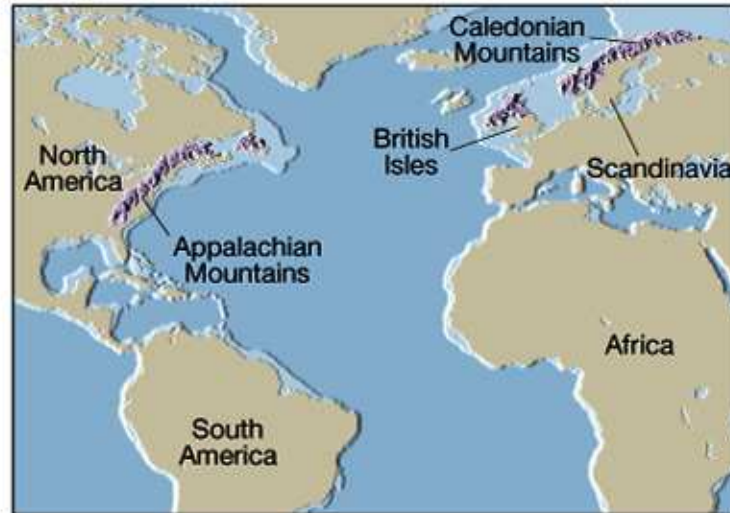 Caledonian
Mountains
North
America
British
Isles
Scandinavia
Appalachian
Mountains
Africa
South
America